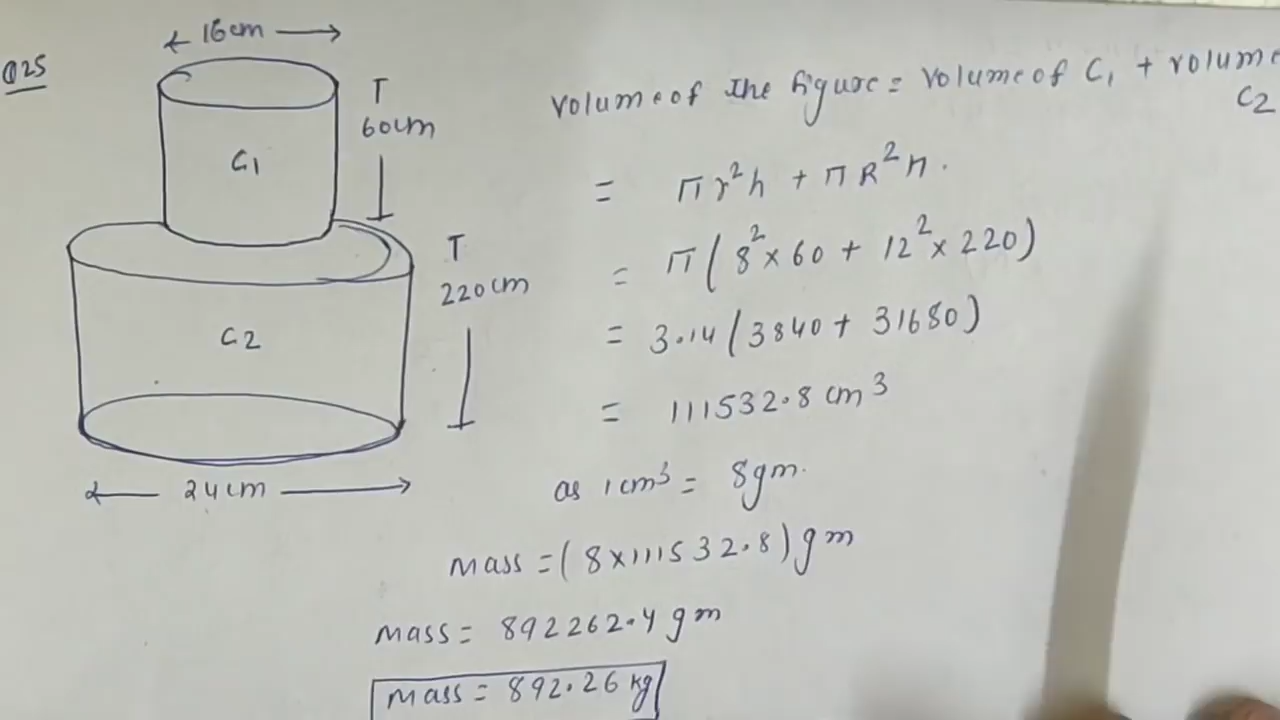 Q25
16cm
T
60cm
C1
T
220cm
C2
24cm
Volume of the figure = Volume of C1 + volume
C2
= πr²h + πR²h.
= π(8² × 60 + 12² × 220)
= 3.14(3840 + 31680)
= 111532.8 cm³
as 1cm³ = 8gm.
Mass = (8×111532.8) gm
Mass = 892262.4 gm
Mass = 892.26 kg